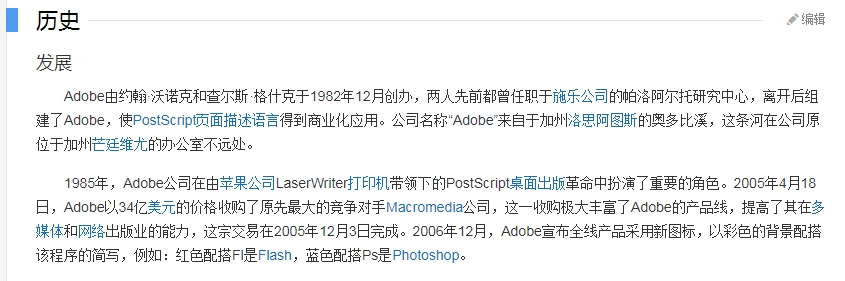 历史
编辑
发展
Adobe由约翰·沃诺克和查尔斯·格什克于1982年12月创办，两人先前都曾任职于施乐公司的帕洛阿尔托研究中心，离开后组
建了Adobe，使PostScript页面描述语言得到商业化应用。公司名称“Adobe”来自于加州洛思阿图斯的奥多比溪，这条河在公司原
位于加州芒廷维尤的办公室不远处。
1985年，Adobe公司在由苹果公司LaserWriter打印机带领下的PostScript桌面出版革命中扮演了重要的角色。2005年4月18
日，Adobe以34亿美元的价格收购了原先最大的竞争对手Macromedia公司，这一收购极大丰富了Adobe的产品线，提高了其在多
媒体和网络出版业的能力，这宗交易在2005年12月3日完成。2006年12月，Adobe宣布全线产品采用新图标，以彩色的背景配搭
该程序的简写，例如：红色配搭Fl是Flash，蓝色配搭Ps是Photoshop。